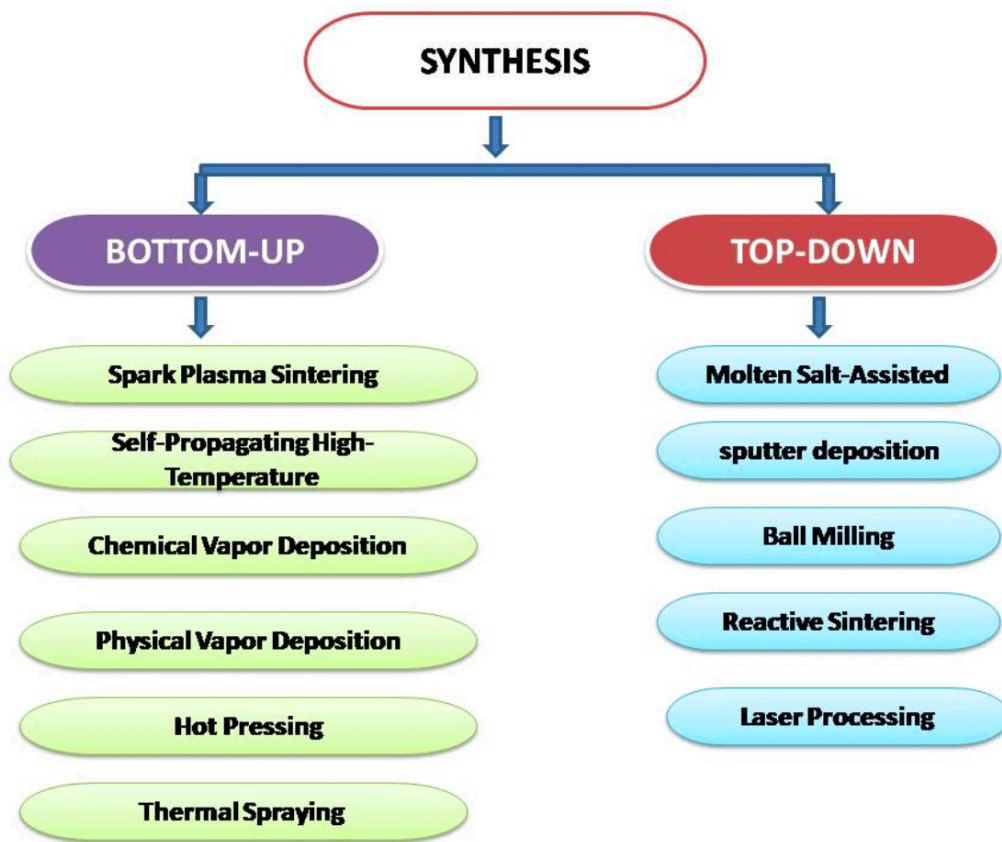 SYNTHESIS
BOTTOM-UP
Spark Plasma Sintering
Self-Propagating High-
Temperature
Chemical Vapor Deposition
Physical Vapor Deposition
Hot Pressing
Thermal Spraying
TOP-DOWN
Molten Salt-Assisted
sputter deposition
Ball Milling
Reactive Sintering
Laser Processing